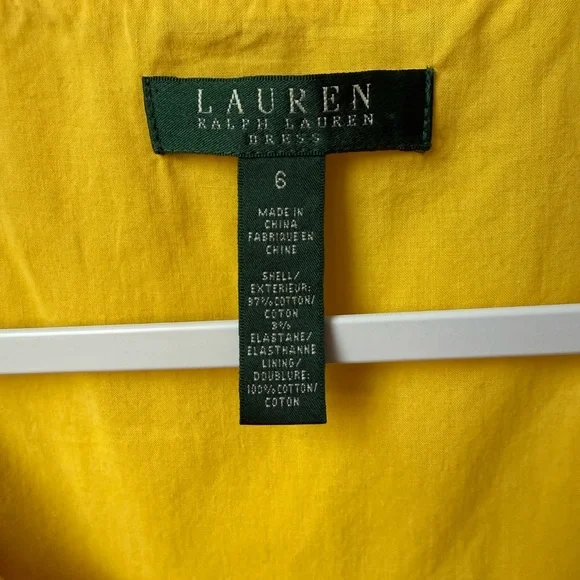 LAUREN
RALPH LAUREN
DRESS
6
MADE IN
CHINA
FABRIQUE EN
CHINE
SHELL/
EXTERIEUR:
97%COTTON/
COTON
3%
ELASTANE/
ELASTHANNE
LINING/
DOUBLURE:
100%COTTON/
COTON